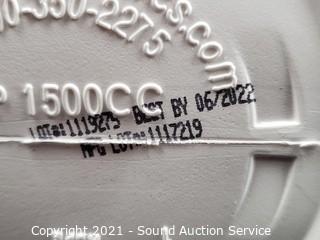 0-350-2275
cs.com
1500CC
LOT#:1119275 BEST BY 06/2022
MFG LOT#:1117219
Copyright 2021 - Sound Auction Service